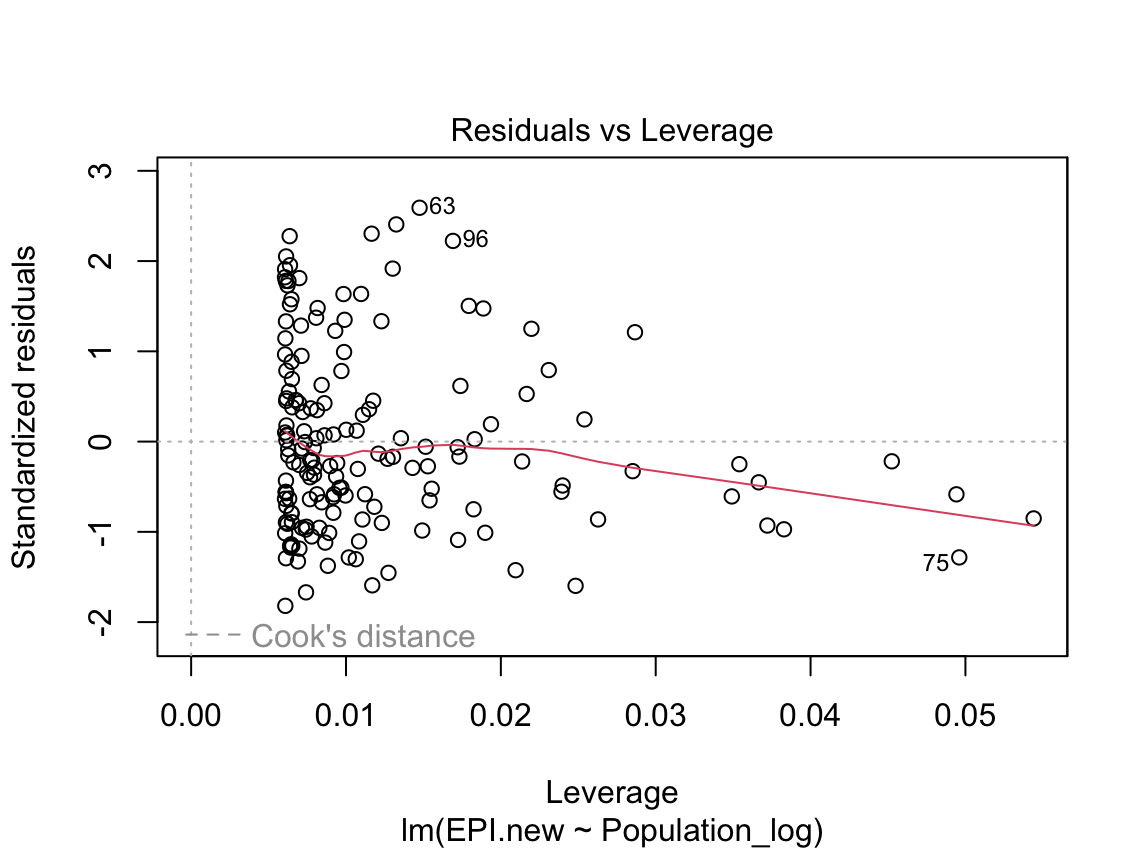 Residuals vs Leverage
Standardized residuals
3
2
1
0
-1
-2
63
96
75
Cook's distance
0.00 0.01 0.02 0.03 0.04 0.05
Leverage
lm(EPI.new ~ Population_log)